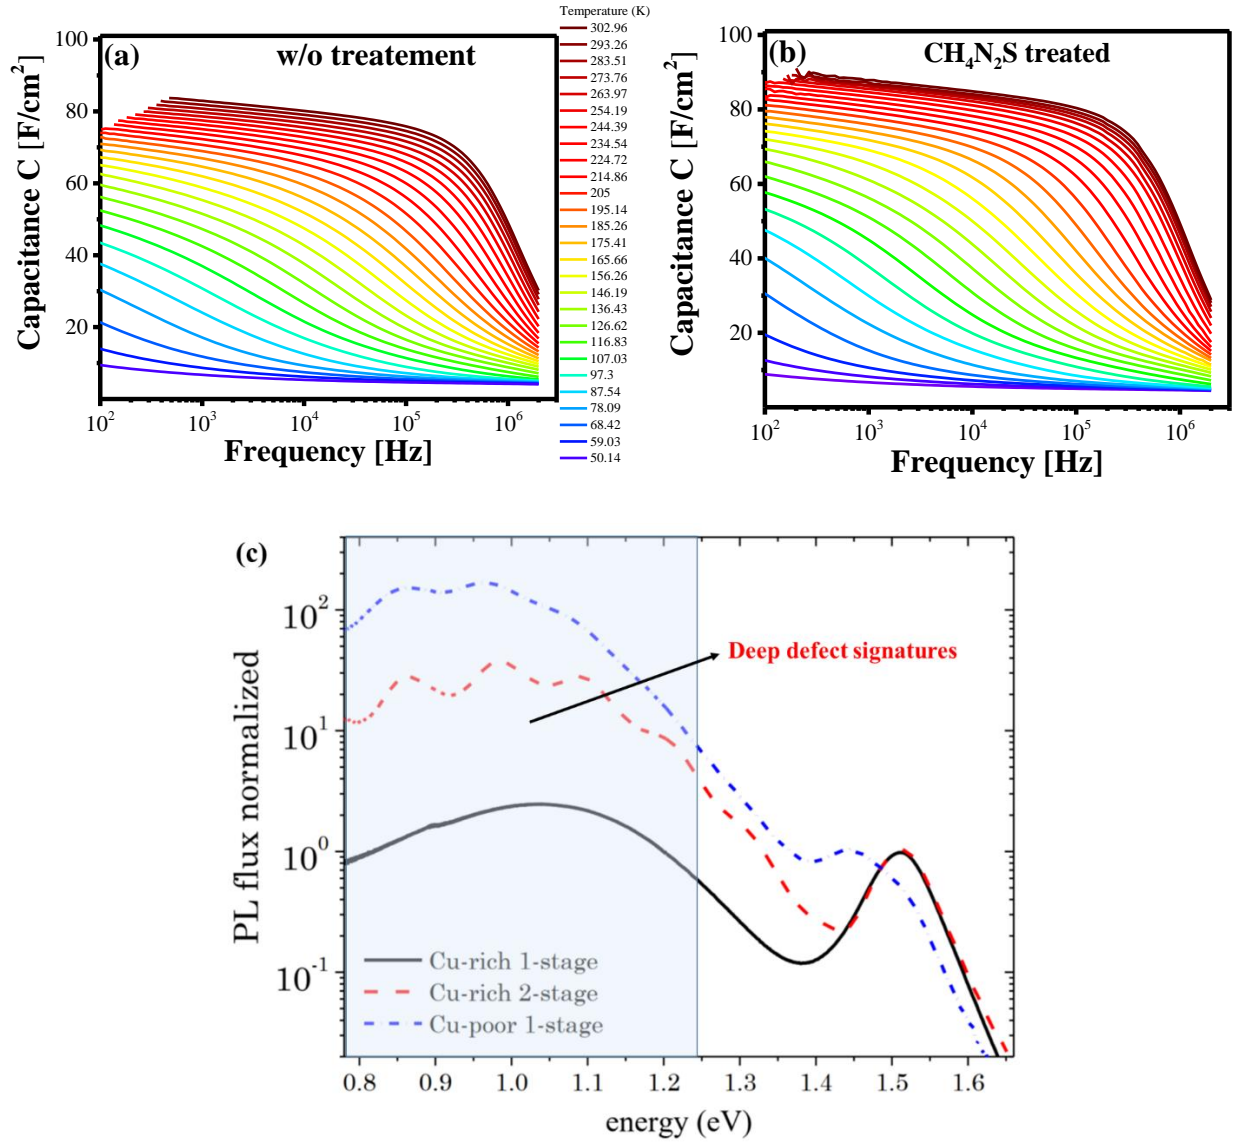 Temperature (K)
302.96
293.26
283.51
273.76
263.97
254.19
244.39
234.54
224.72
214.86
205
195.14
185.26
175.41
165.66
156.26
146.19
136.43
126.62
116.83
107.03
97.3
87.54
78.09
68.42
59.03
50.14
(a)
w/o treatement
Capacitance C [F/cm²]
100
80
60
40
20
10² 10³ 10⁴ 10⁵ 10⁶
Frequency [Hz]
(b)
CH₄N₂S treated
Capacitance C [F/cm²]
100
80
60
40
20
10² 10³ 10⁴ 10⁵ 10⁶
Frequency [Hz]
(c)
PL flux normalized
10²
10¹
10⁰
10⁻¹
Deep defect signatures
Cu-rich 1-stage
Cu-rich 2-stage
Cu-poor 1-stage
0.8 0.9 1.0 1.1 1.2 1.3 1.4 1.5 1.6
energy (eV)